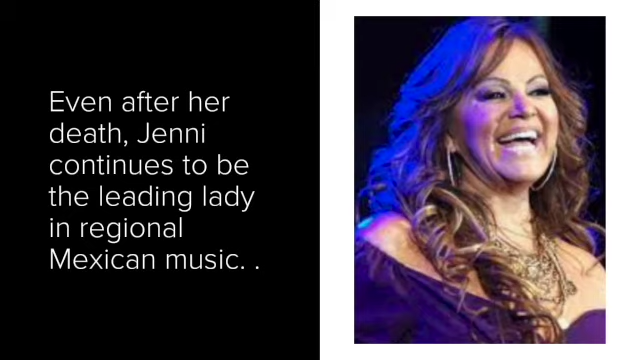 Even after her
death, Jenni
continues to be
the leading lady
in regional
Mexican music. .